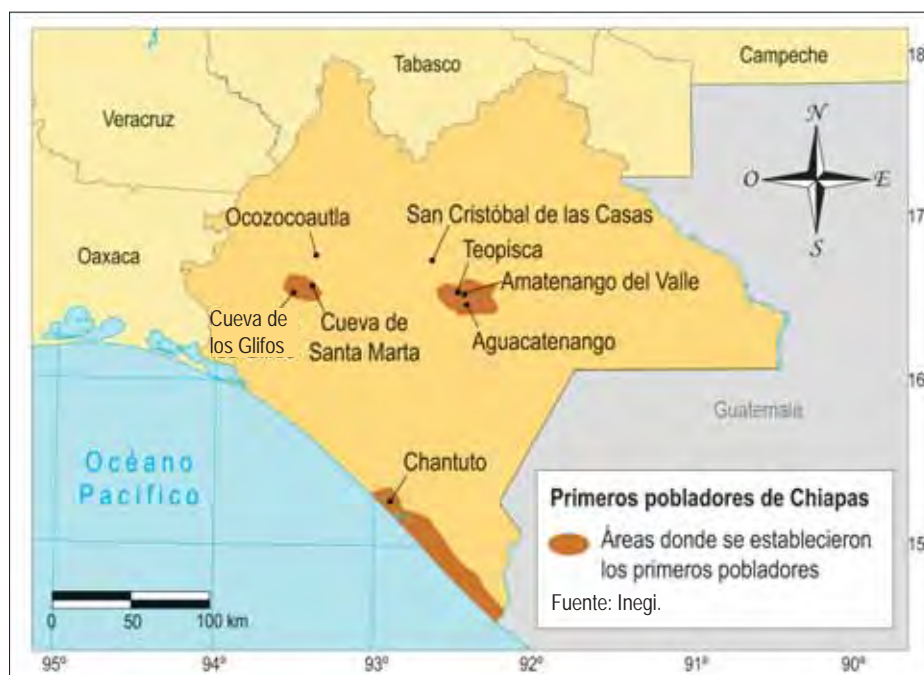 Campeche
Tabasco
Veracruz
N
O
E
S
18
17
16
15
Ocozocoautla
San Cristóbal de las Casas
Teopisca
Oaxaca
Amatenango del Valle
Cueva de
los Glifos
Cueva de
Santa Marta
Aguacatenango
Guatemala
Océano
Pacífico
Chantuto
Primeros pobladores de Chiapas
Áreas donde se establecieron
los primeros pobladores
Fuente: Inegi.
0 50 100 km
95º 94º 93º 92º 91º 90º